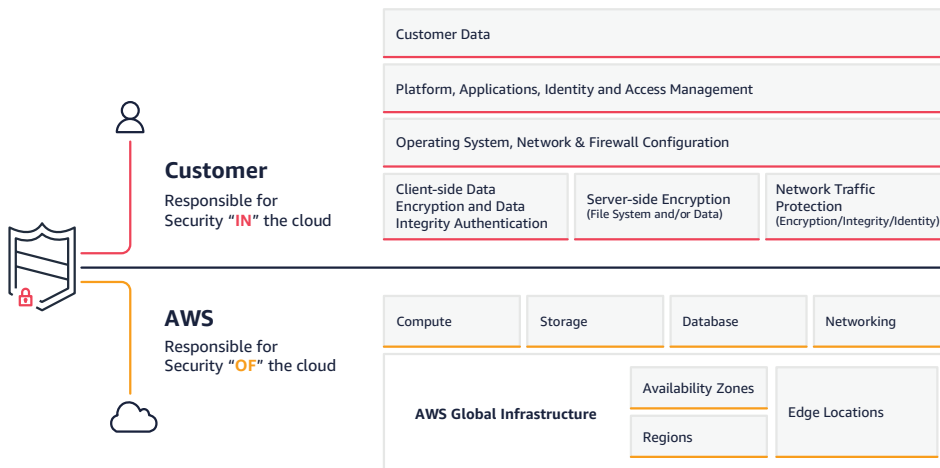 Customer Data
Platform, Applications, Identity and Access Management
Operating System, Network & Firewall Configuration
Customer
Responsible for
Security “IN” the cloud
Client-side Data
Encryption and Data
Integrity Authentication
Server-side Encryption
(File System and/or Data)
Network Traffic
Protection
(Encryption/Integrity/Identity)
AWS
Responsible for
Security “OF” the cloud
Compute
Storage
Database
Networking
AWS Global Infrastructure
Availability Zones
Regions
Edge Locations